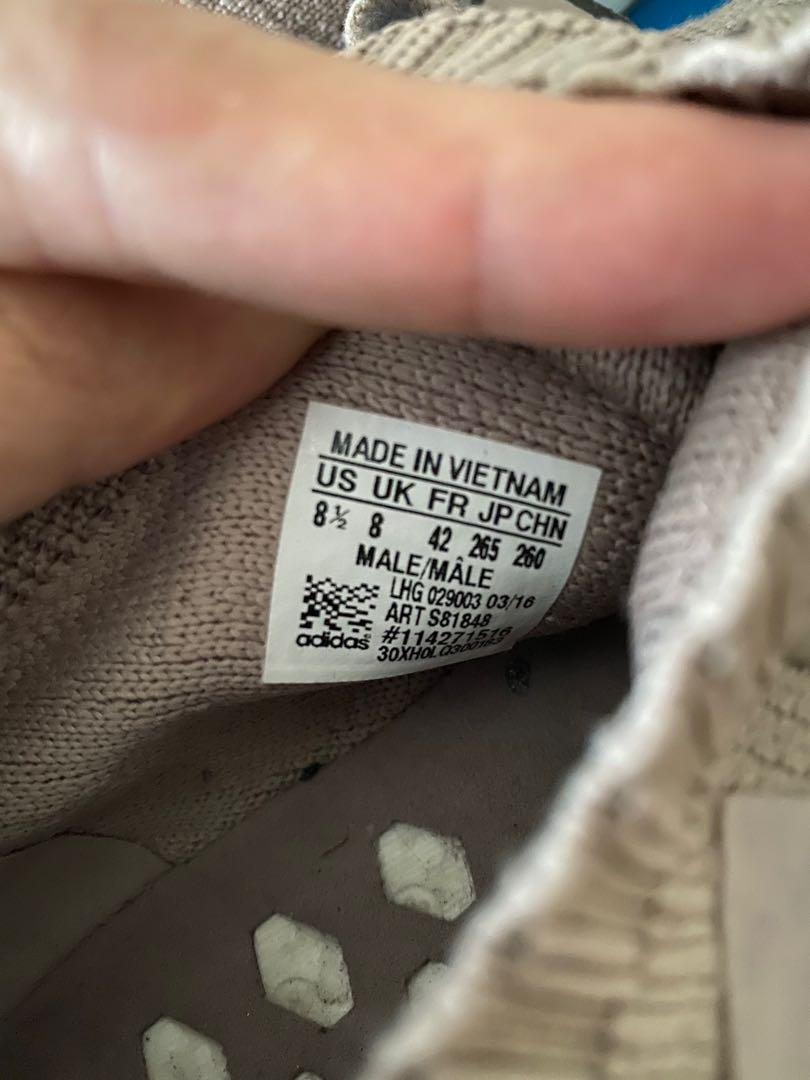 MADE IN VIETNAM
US UK FR JP CHN
8½ 8 42 265 260
MALE/MÂLE
LHG 029003 03/16
ART S81848
#114271516
adidas